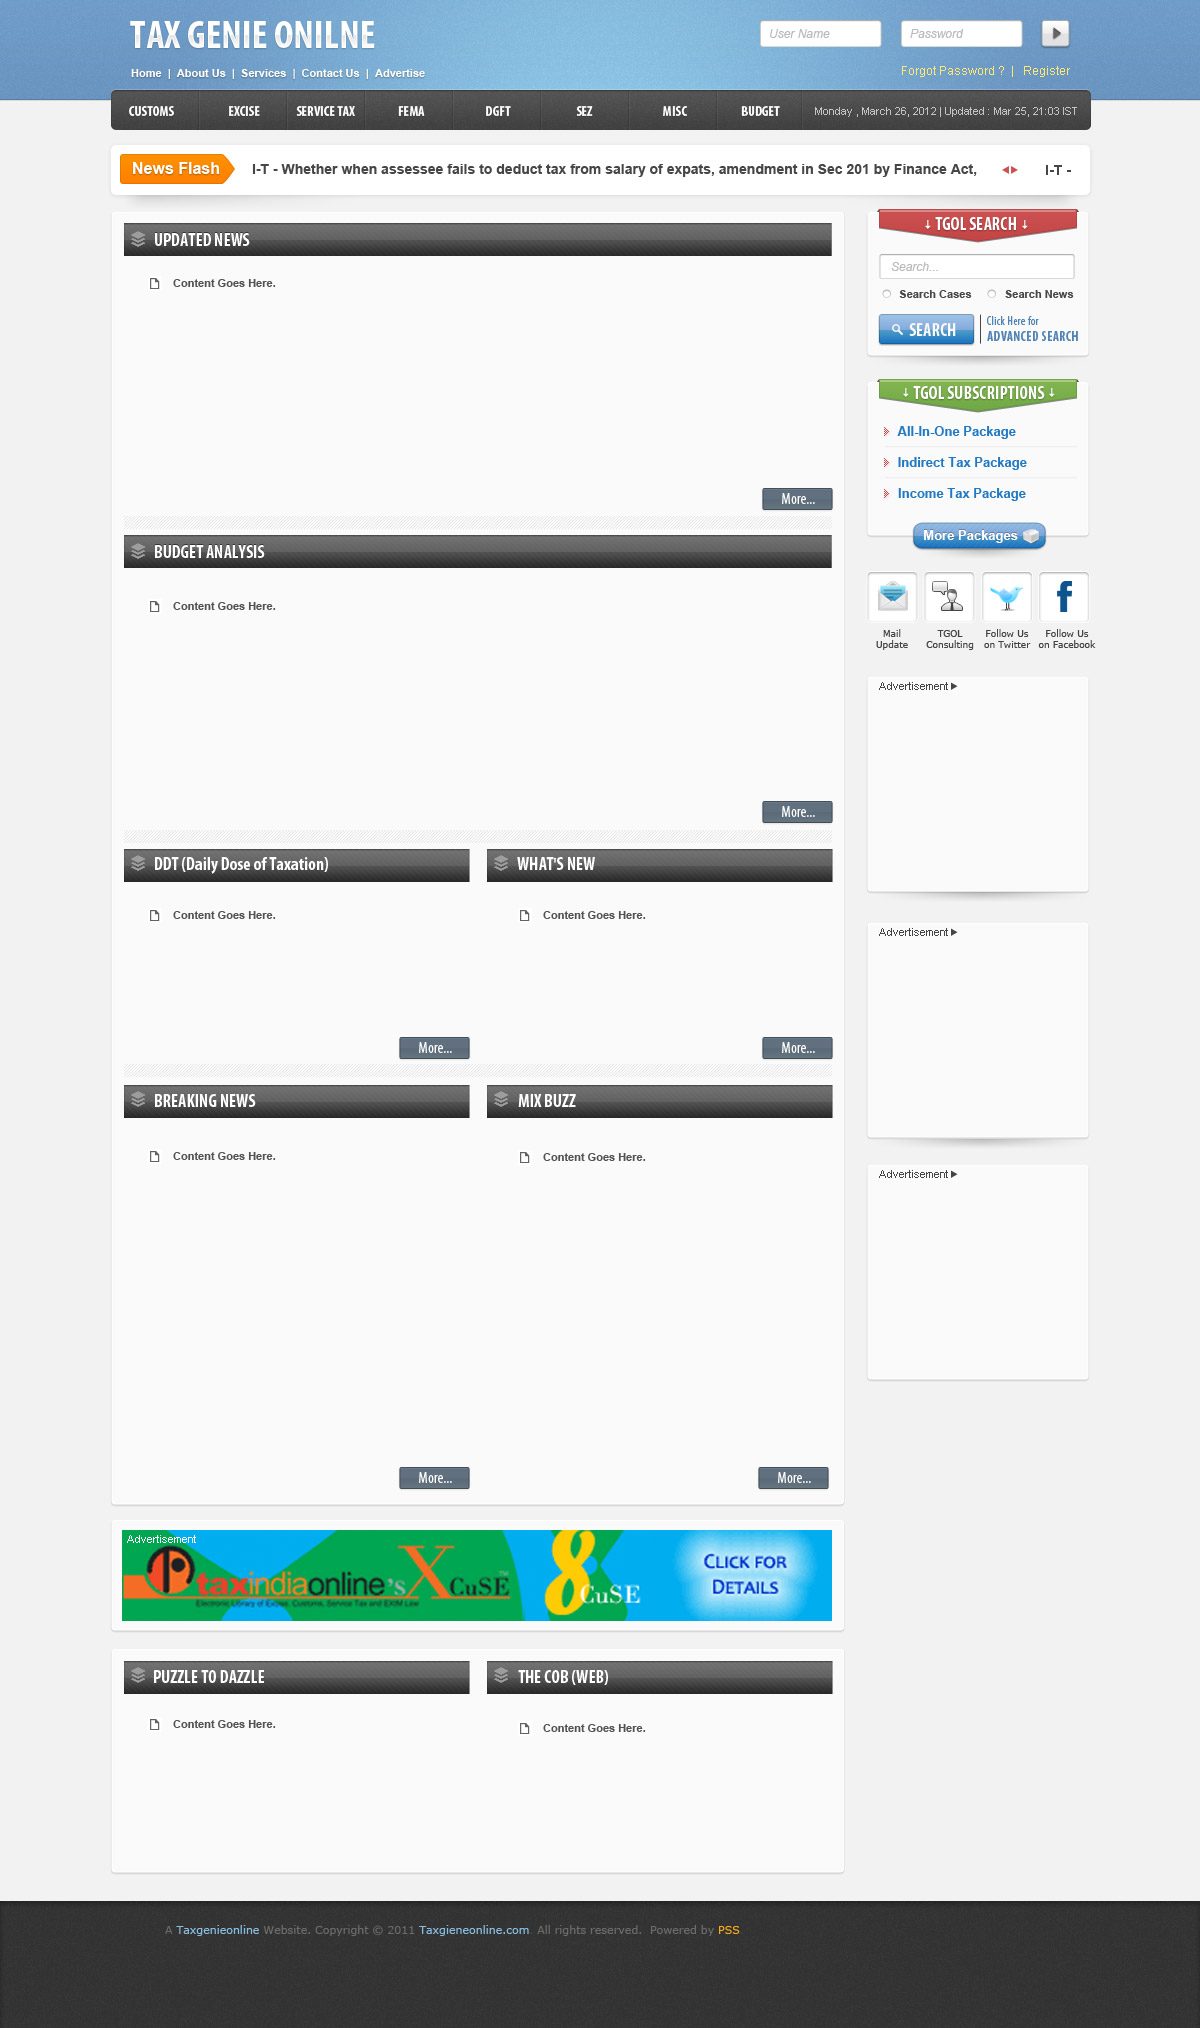 TAX GENIE ONILNE
User Name
Password
Home | About Us | Services | Contact Us | Advertise
Forgot Password ? | Register
CUSTOMS EXCISE SERVICE TAX FEMA DGFT SEZ MISC BUDGET Monday , March 26, 2012 | Updated : Mar 25, 21:03 IST
News Flash I-T - Whether when assessee fails to deduct tax from salary of expats, amendment in Sec 201 by Finance Act, I-T -
UPDATED NEWS
Content Goes Here.
More...
BUDGET ANALYSIS
Content Goes Here.
More...
DDT (Daily Dose of Taxation)
Content Goes Here.
More...
WHAT'S NEW
Content Goes Here.
More...
BREAKING NEWS
Content Goes Here.
More...
MIX BUZZ
Content Goes Here.
More...
↓ TGOL SEARCH ↓
Search...
Search Cases Search News
SEARCH
Click Here for
ADVANCED SEARCH
↓ TGOL SUBSCRIPTIONS ↓
All-In-One Package
Indirect Tax Package
Income Tax Package
More Packages
Mail
Update
TGOL
Consulting
Follow Us
on Twitter
Follow Us
on Facebook
Advertisement
Advertisement
Advertisement
Advertisement
taxindiaonline's XCuSE
TM
Electronic Library of Excise, Customs, Service Tax and EXIM Law
8CuSE
CLICK FOR
DETAILS
PUZZLE TO DAZZLE
Content Goes Here.
THE COB (WEB)
Content Goes Here.
A Taxgenieonline Website. Copyright © 2011 Taxgieneonline.com. All rights reserved. Powered by PSS